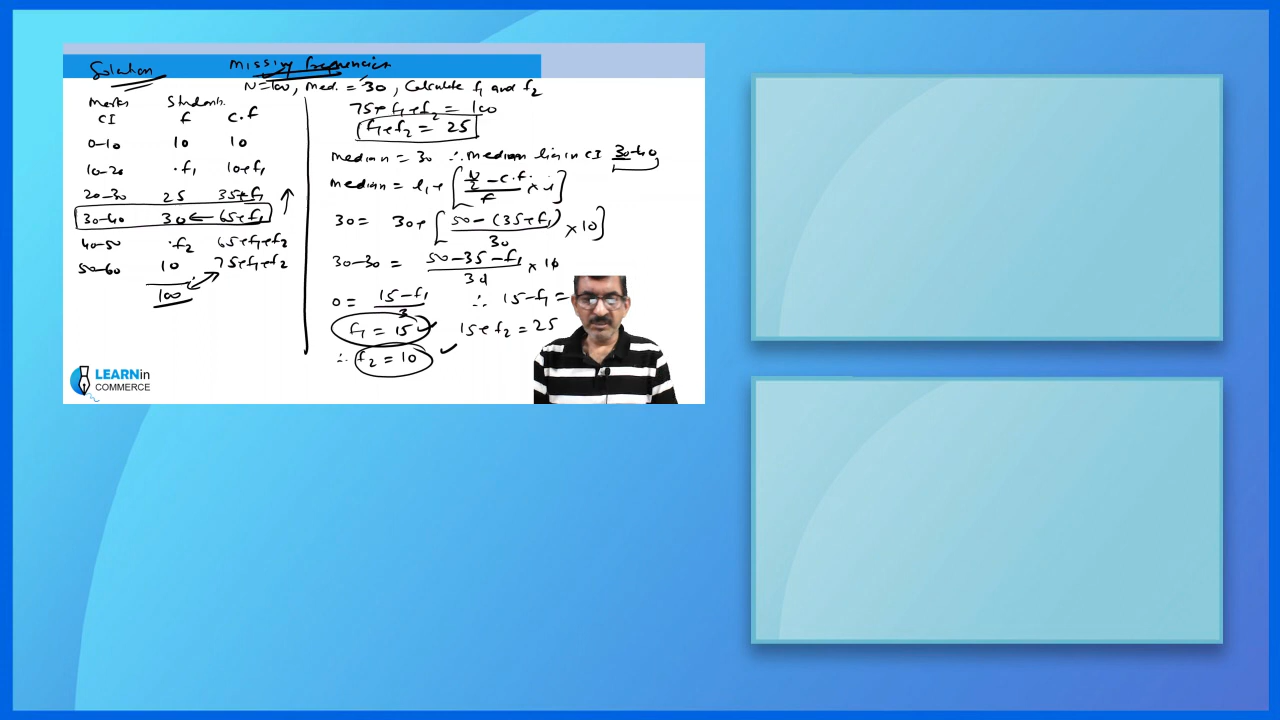 Solution
Missing frequencies
N=100, Med. = 30, Calculate f1 and f2
Marks Students
CI f c.f
0-10 10 10
10-20 f1 10+f1
20-30 25 35+f1
30-40 30 65+f1
40-50 f2 65+f1+f2
50-60 10 75+f1+f2
100
75+f1+f2 = 100
f1+f2 = 25
Median = 30 ∴ Median lies in CI 30-40
Median = l1 + [N/2 - c.f. / f × i]
30 = 30 + [50 - (35+f1) / 30 × 10]
30-30 = 50-35-f1 / 30 × 10
0 = 15-f1 / 3 ∴ 15-f1 =
f1 = 15 15+f2 = 25
∴ f2 = 10
LEARNin
COMMERCE